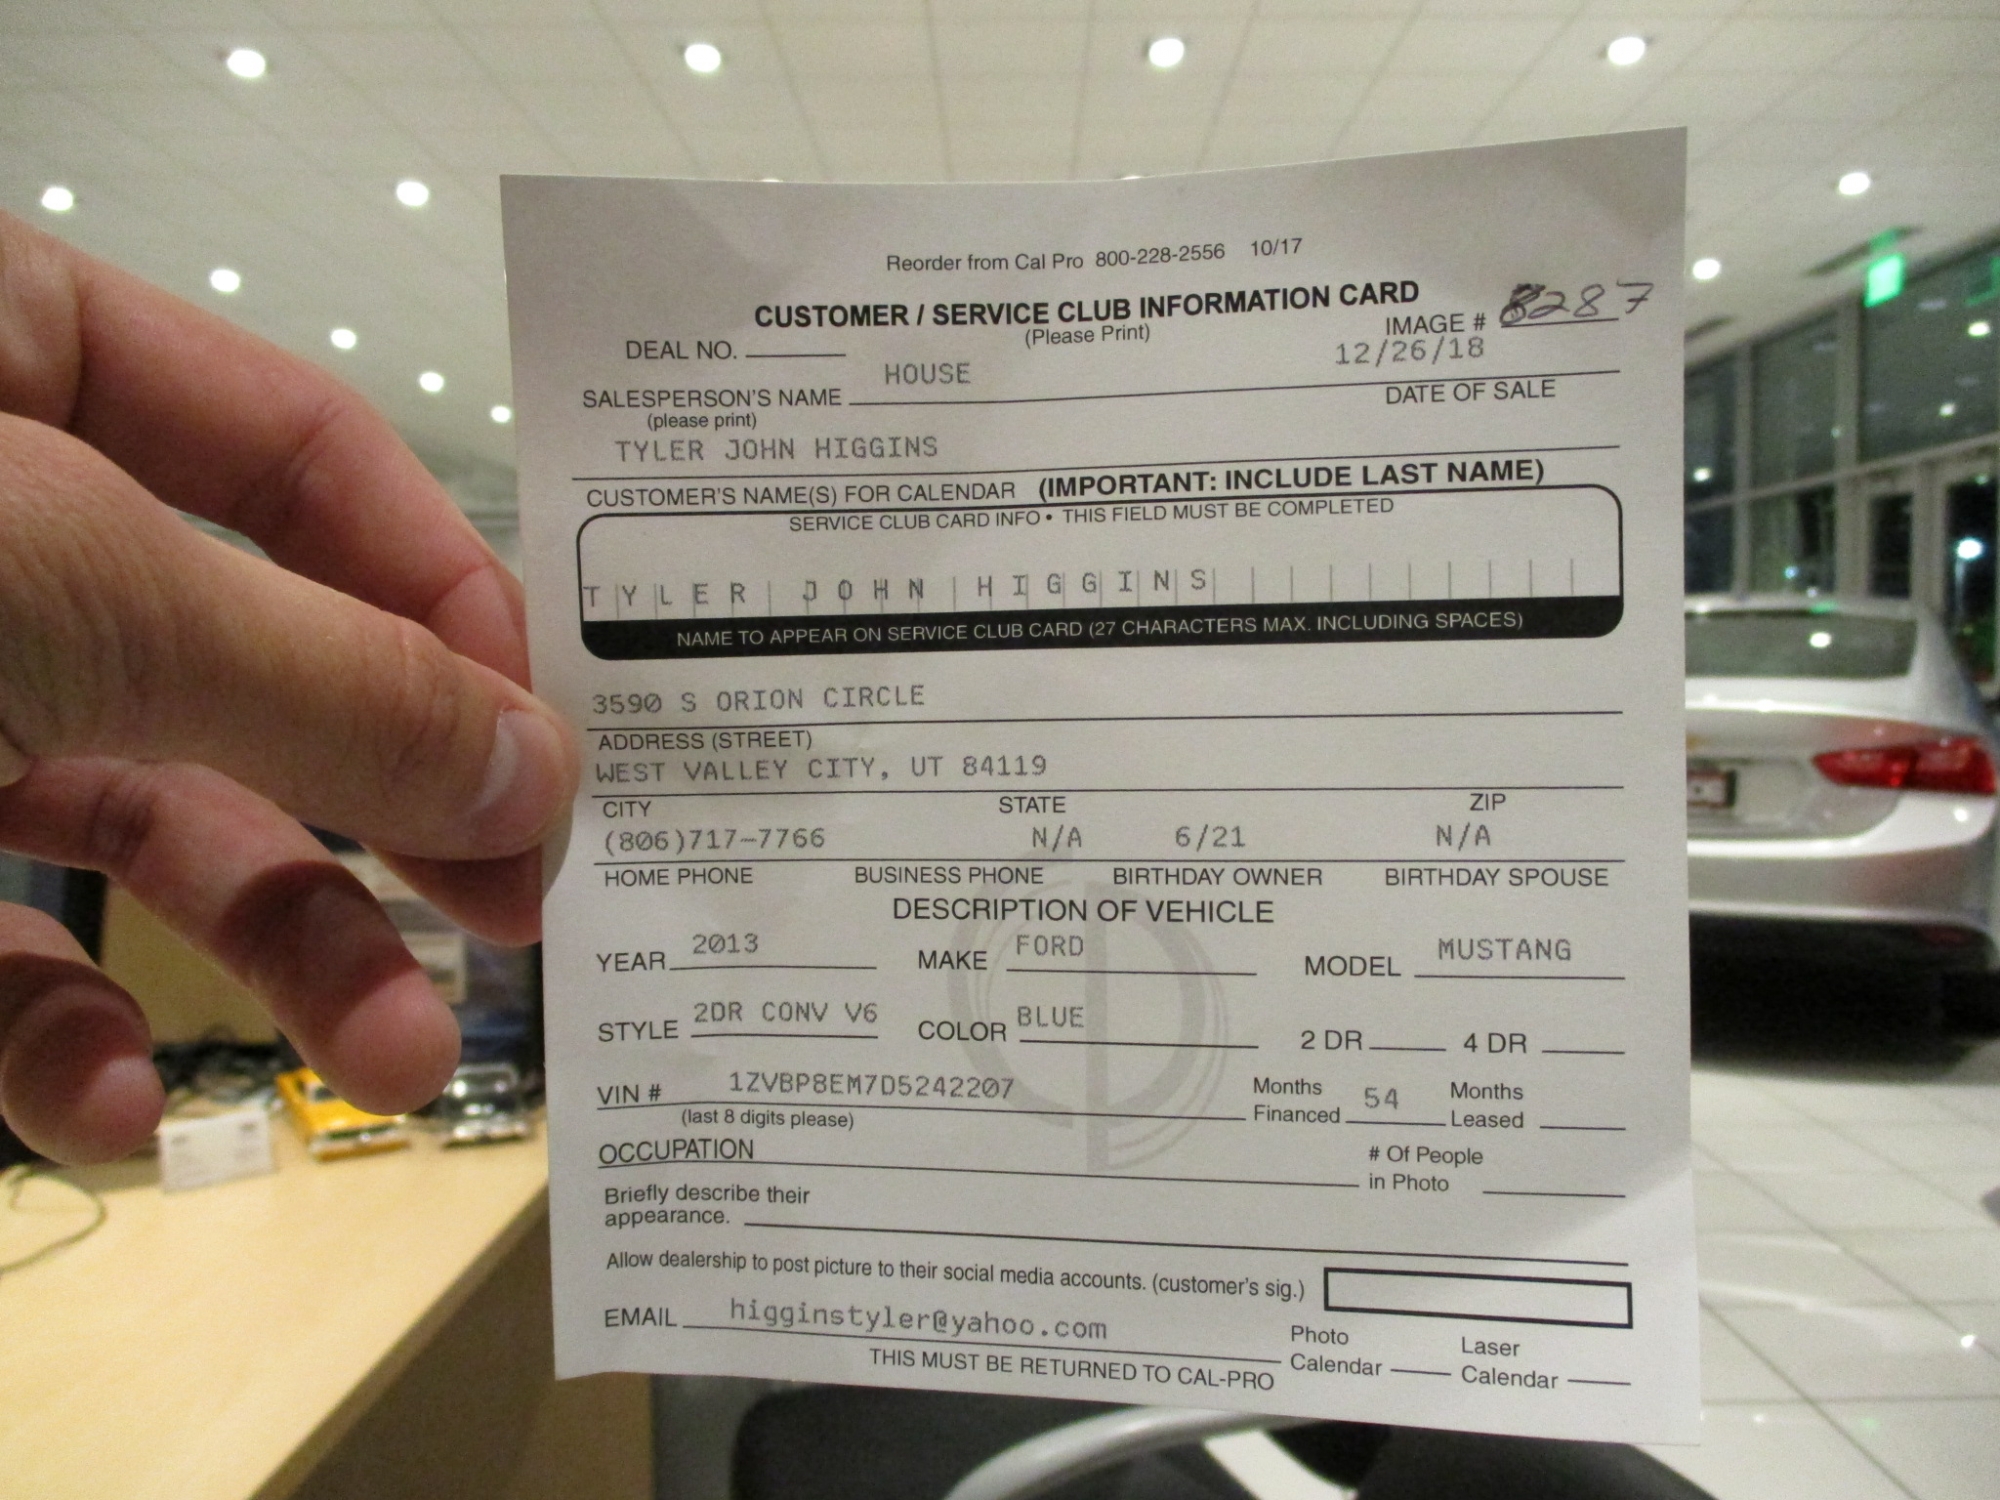 Reorder from Cal Pro 800-228-2556 10/17
CUSTOMER / SERVICE CLUB INFORMATION CARD
(Please Print)
IMAGE # 8287
DEAL NO.
HOUSE 12/26/18
SALESPERSON'S NAME DATE OF SALE
(please print)
TYLER JOHN HIGGINS
CUSTOMER'S NAME(S) FOR CALENDAR (IMPORTANT: INCLUDE LAST NAME)
SERVICE CLUB CARD INFO • THIS FIELD MUST BE COMPLETED
TYLER JOHN HIGGINS
NAME TO APPEAR ON SERVICE CLUB CARD (27 CHARACTERS MAX. INCLUDING SPACES)
3590 S ORION CIRCLE
ADDRESS (STREET)
WEST VALLEY CITY, UT 84119
CITY STATE ZIP
(806)717-7766 N/A 6/21 N/A
HOME PHONE BUSINESS PHONE BIRTHDAY OWNER BIRTHDAY SPOUSE
DESCRIPTION OF VEHICLE
YEAR 2013 MAKE FORD MODEL MUSTANG
STYLE 2DR CONV V6 COLOR BLUE 2 DR 4 DR
VIN # 1ZVBP8EM7D5242207 Months Financed 54 Months Leased
(last 8 digits please)
OCCUPATION # Of People in Photo
Briefly describe their
appearance.
Allow dealership to post picture to their social media accounts. (customer's sig.)
EMAIL higginstyler@yahoo.com Photo Calendar Laser Calendar
THIS MUST BE RETURNED TO CAL-PRO